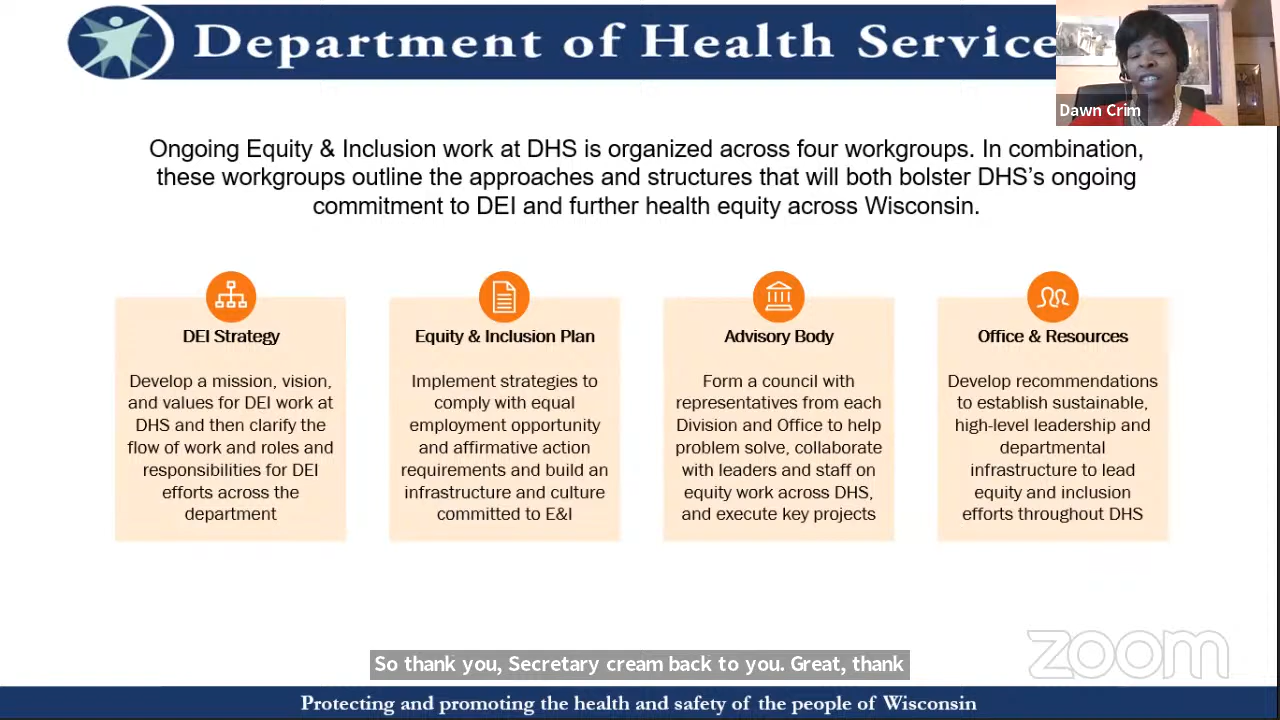 Department of Health Service
Dawn Crim
Ongoing Equity & Inclusion work at DHS is organized across four workgroups. In combination,
these workgroups outline the approaches and structures that will both bolster DHS's ongoing
commitment to DEI and further health equity across Wisconsin.
DEI Strategy
Develop a mission, vision,
and values for DEI work at
DHS and then clarify the
flow of work and roles and
responsibilities for DEI
efforts across the
department
Equity & Inclusion Plan
Implement strategies to
comply with equal
employment opportunity
and affirmative action
requirements and build an
infrastructure and culture
committed to E&I
Advisory Body
Form a council with
representatives from each
Division and Office to help
problem solve, collaborate
with leaders and staff on
equity work across DHS,
and execute key projects
Office & Resources
Develop recommendations
to establish sustainable,
high-level leadership and
departmental
infrastructure to lead
equity and inclusion
efforts throughout DHS
zoom
So thank you, Secretary cream back to you. Great, thank
Protecting and promoting the health and safety of the people of Wisconsin